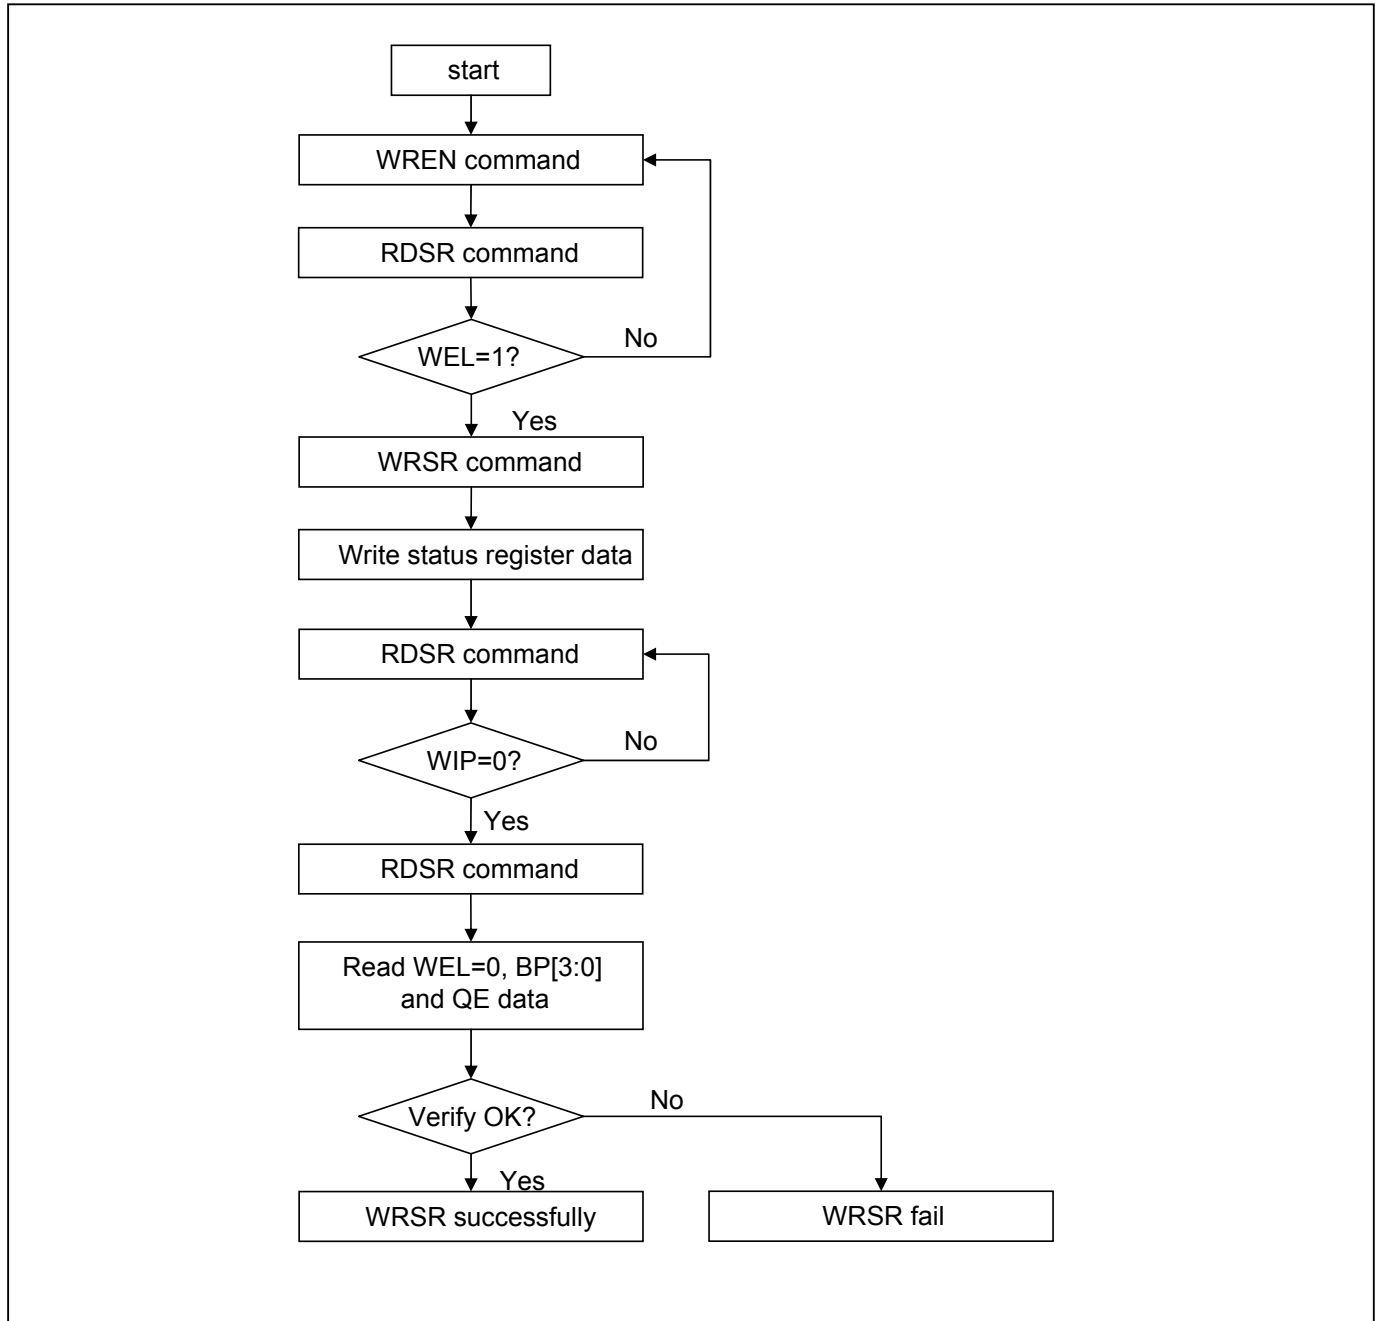 start
WREN command
RDSR command
WEL=1?
No
Yes
WRSR command
Write status register data
RDSR command
WIP=0?
No
Yes
RDSR command
Read WEL=0, BP[3:0]
and QE data
Verify OK?
No
Yes
WRSR successfully
WRSR fail